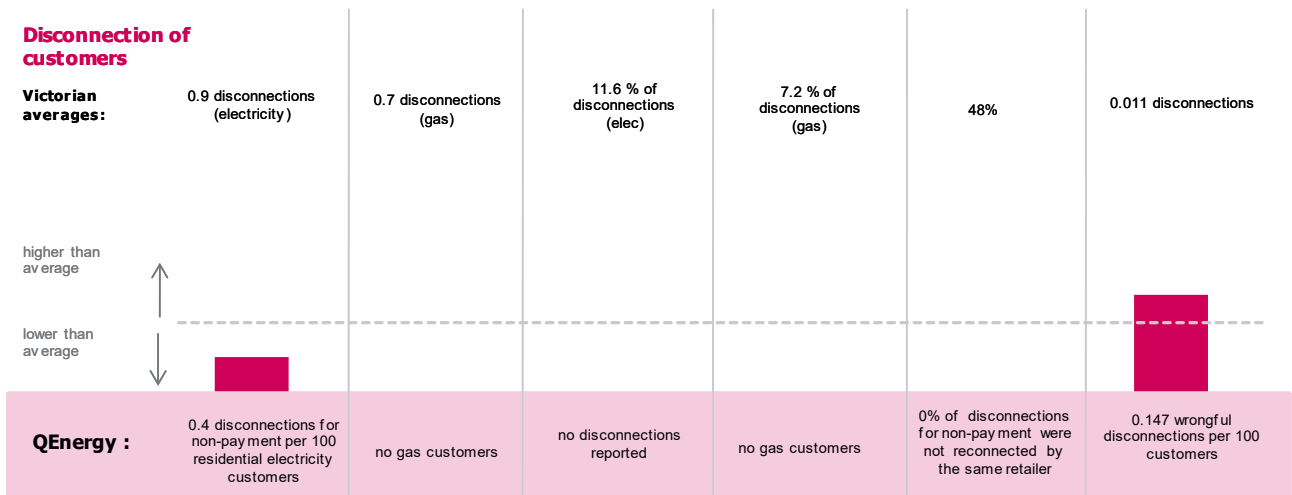 Disconnection of
customers
Victorian
averages:
0.9 disconnections
(electricity)
0.7 disconnections
(gas)
11.6 % of
disconnections
(elec)
7.2 % of
disconnections
(gas)
48%
0.011 disconnections
higher than
average
lower than
average
QEnergy :
0.4 disconnections for
non-payment per 100
residential electricity
customers
no gas customers
no disconnections
reported
no gas customers
0% of disconnections
for non-payment were
not reconnected by
the same retailer
0.147 wrongful
disconnections per 100
customers